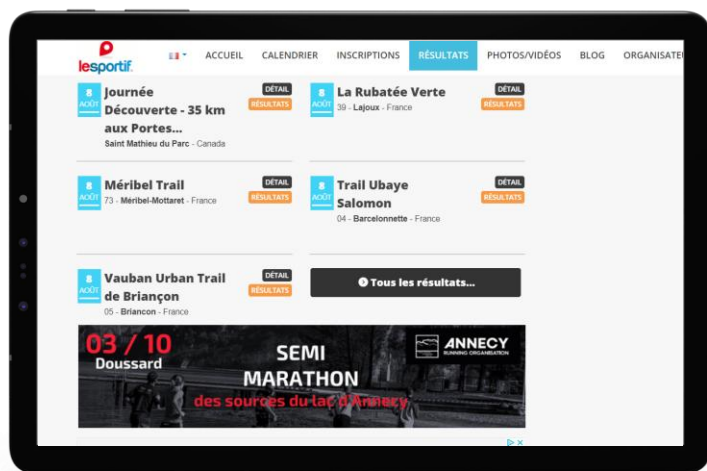 lesportif.
ACCUEIL CALENDRIER INSCRIPTIONS RÉSULTATS PHOTOS/VIDÉOS BLOG ORGANISATEU
8 AOÛT
Journée
Découverte - 35 km
aux Portes...
Saint Mathieu du Parc - Canada
DÉTAIL
RÉSULTATS
8 AOÛT
La Rubatée Verte
39 - Lajoux - France
DÉTAIL
RÉSULTATS
8 AOÛT
Méribel Trail
73 - Méribel-Mottaret - France
DÉTAIL
RÉSULTATS
8 AOÛT
Trail Ubaye
Salomon
04 - Barcelonnette - France
DÉTAIL
RÉSULTATS
8 AOÛT
Vauban Urban Trail
de Briançon
05 - Briancon - France
DÉTAIL
RÉSULTATS
Tous les résultats...
03 / 10
Doussard
SEMI
MARATHON
des sources du lac d'Annecy
ANNECY
RUNNING ORGANISATION